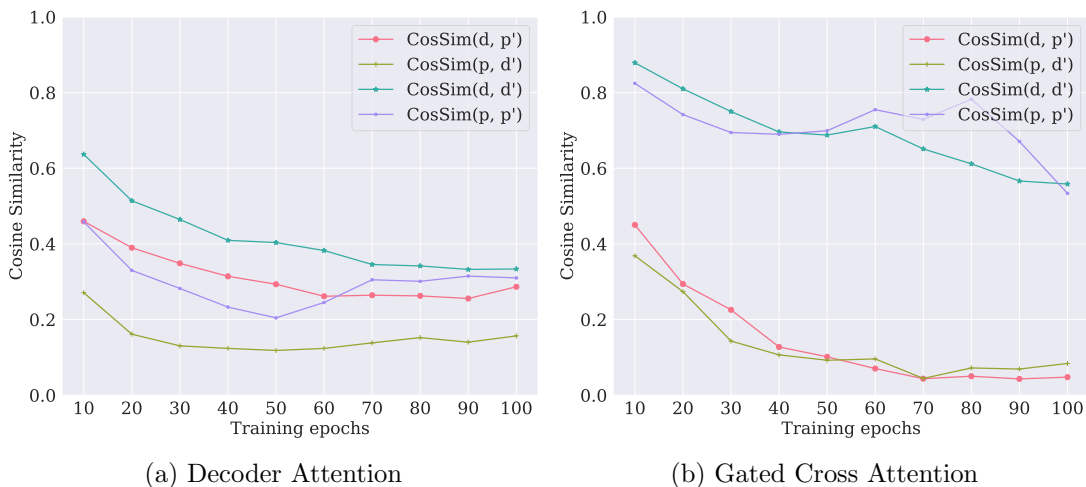 1.0
0.8
0.6
0.4
0.2
0.0
Cosine Similarity
CosSim(d, p')
CosSim(p, d')
CosSim(d, d')
CosSim(p, p')
10 20 30 40 50 60 70 80 90 100
Training epochs
(a) Decoder Attention
1.0
0.8
0.6
0.4
0.2
0.0
Cosine Similarity
CosSim(d, p')
CosSim(p, d')
CosSim(d, d')
CosSim(p, p')
10 20 30 40 50 60 70 80 90 100
Training epochs
(b) Gated Cross Attention